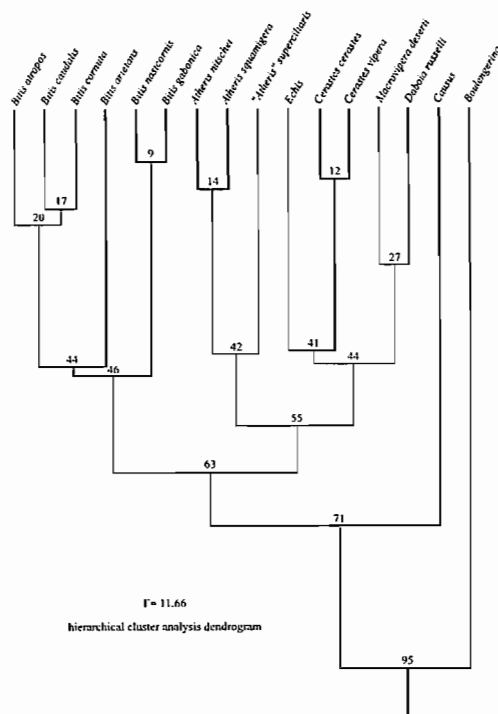 Bitis atropos
Bitis caudalis
Bitis cornuta
Bitis arietans
Bitis nasicornis
Bitis gabonica
Atheris nitschei
Atheris squamigera
"Atheris" superciliaris
Echis
Cerastes cerastes
Cerastes vipera
Macrovipera deserti
Daboia russelli
Causus
Boulengerina
9
14
12
17
20
27
42
41
44
44
46
55
63
71
F= 11.66
hierarchical cluster analysis dendrogram
95